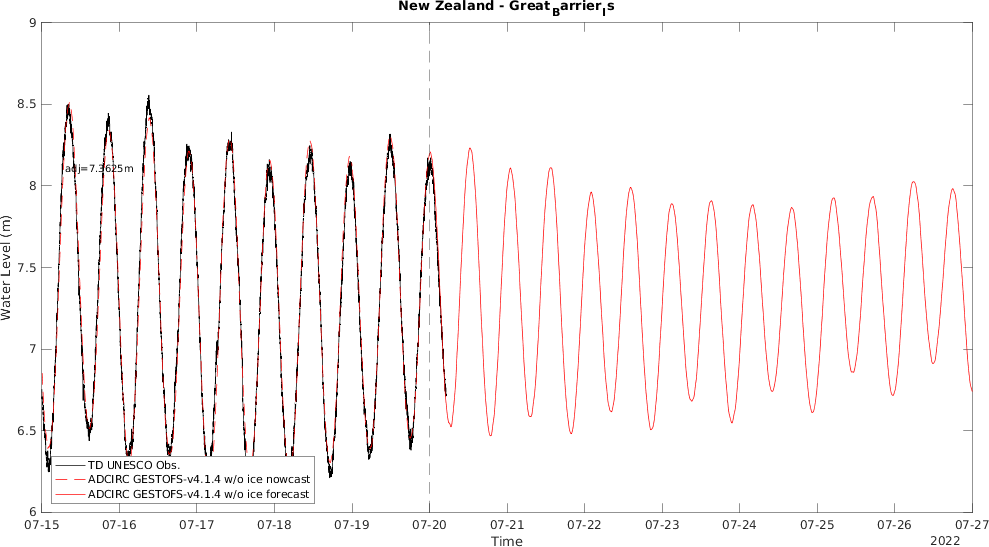 New Zealand - Great_Barrier_Is
9
8.5
8
7.5
7
6.5
6
Water Level (m)
adj=7.3625m
TD UNESCO Obs.
ADCIRC GESTOFS-v4.1.4 w/o ice nowcast
ADCIRC GESTOFS-v4.1.4 w/o ice forecast
07-15 07-16 07-17 07-18 07-19 07-20 07-21 07-22 07-23 07-24 07-25 07-26 07-27
Time
2022